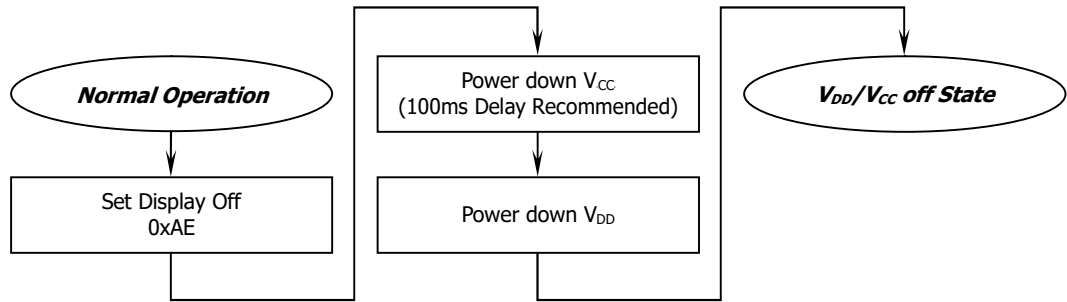 Normal Operation
Set Display Off
0xAE
Power down VCC
(100ms Delay Recommended)
Power down VDD
VDD/VCC off State